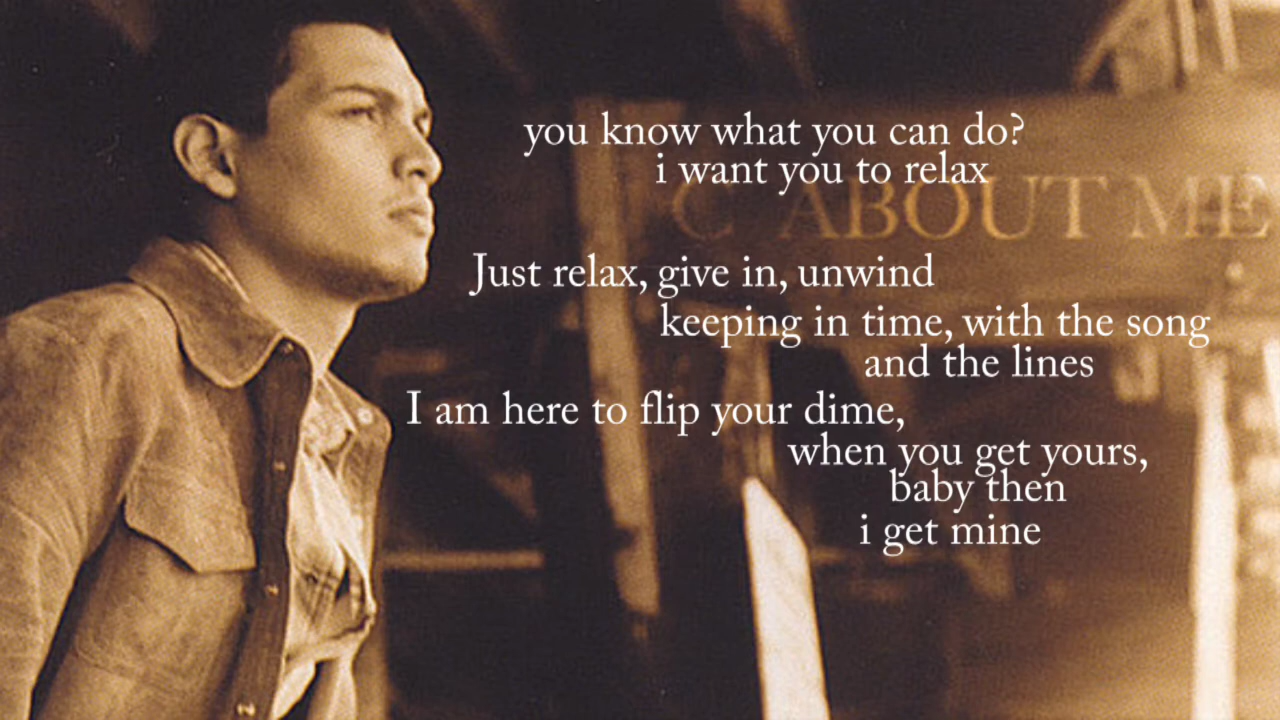 you know what you can do?
i want you to relax
C ABOUT ME
Just relax, give in, unwind
keeping in time, with the song
and the lines
I am here to flip your dime,
when you get yours,
baby then
i get mine